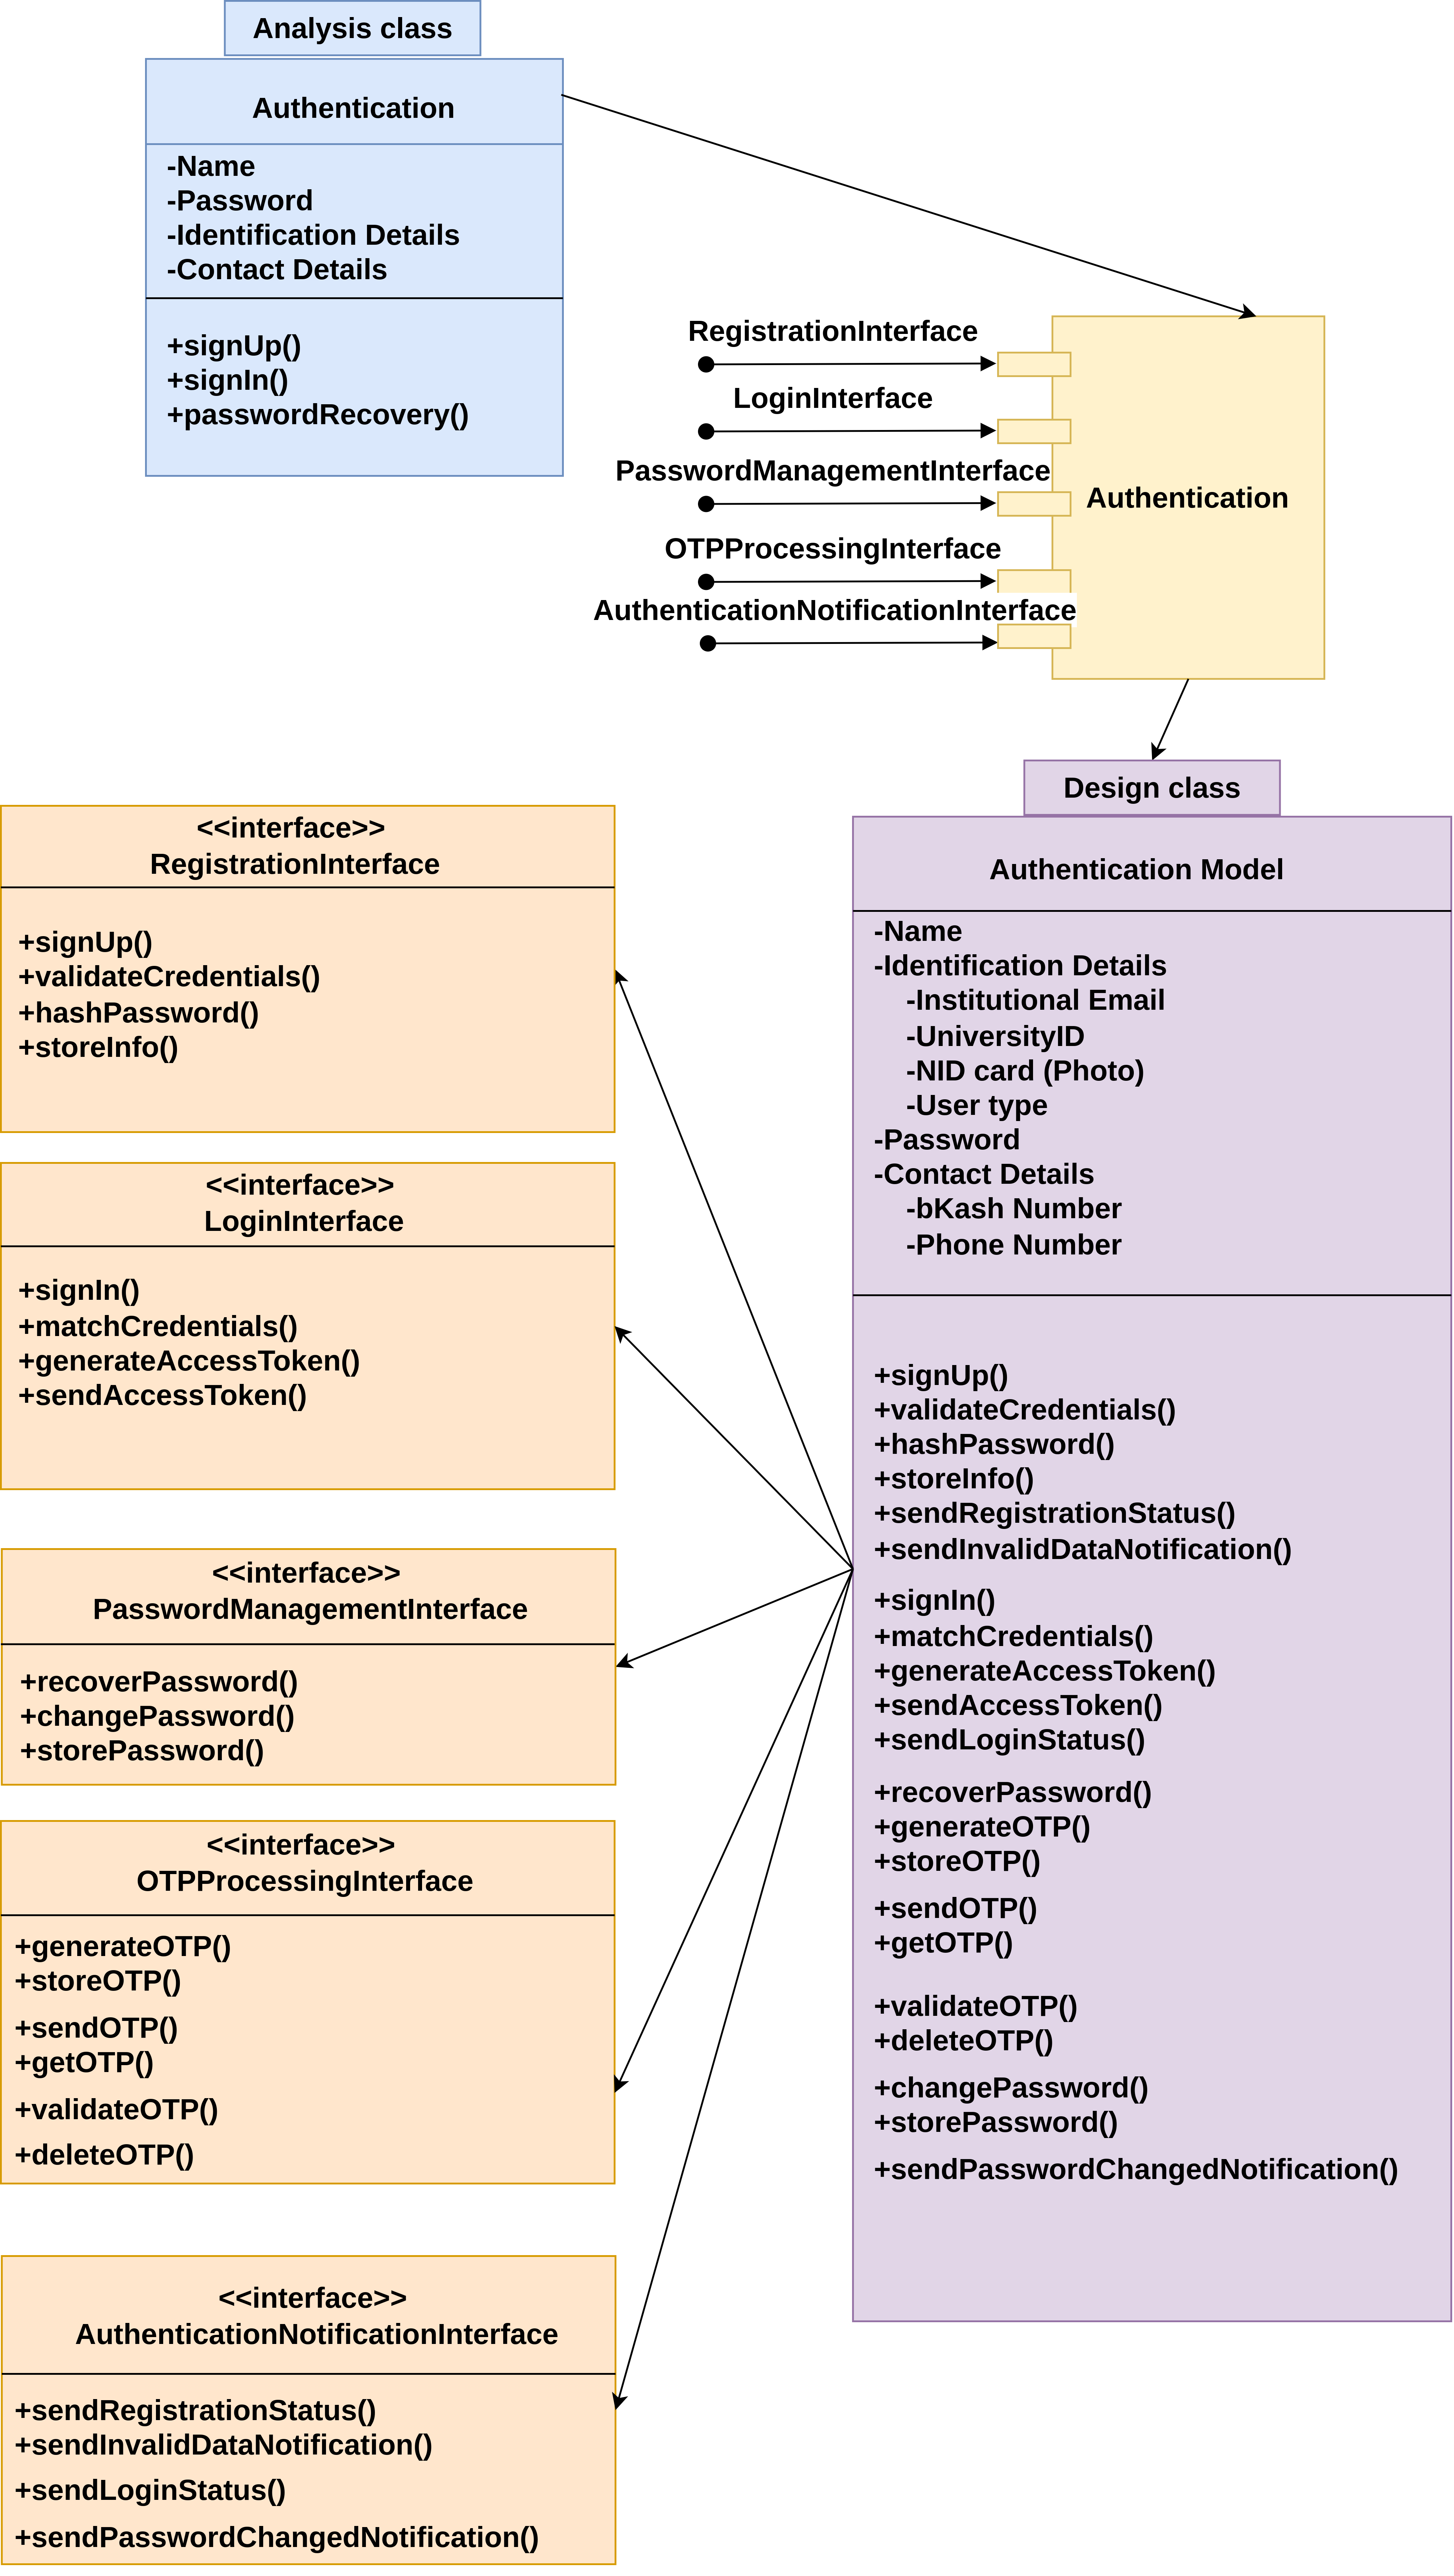 Analysis class
Authentication
-Name
-Password
-Identification Details
-Contact Details
+signUp()
+signIn()
+passwordRecovery()
RegistrationInterface
LoginInterface
PasswordManagementInterface
OTPProcessingInterface
AuthenticationNotificationInterface
Authentication
Design class
Authentication Model
-Name
-Identification Details
-Institutional Email
-UniversityID
-NID card (Photo)
-User type
-Password
-Contact Details
-bKash Number
-Phone Number
+signUp()
+validateCredentials()
+hashPassword()
+storeInfo()
+sendRegistrationStatus()
+sendInvalidDataNotification()
+signIn()
+matchCredentials()
+generateAccessToken()
+sendAccessToken()
+sendLoginStatus()
+recoverPassword()
+generateOTP()
+storeOTP()
+sendOTP()
+getOTP()
+validateOTP()
+deleteOTP()
+changePassword()
+storePassword()
+sendPasswordChangedNotification()
<<interface>>
RegistrationInterface
+signUp()
+validateCredentials()
+hashPassword()
+storeInfo()
<<interface>>
LoginInterface
+signIn()
+matchCredentials()
+generateAccessToken()
+sendAccessToken()
<<interface>>
PasswordManagementInterface
+recoverPassword()
+changePassword()
+storePassword()
<<interface>>
OTPProcessingInterface
+generateOTP()
+storeOTP()
+sendOTP()
+getOTP()
+validateOTP()
+deleteOTP()
<<interface>>
AuthenticationNotificationInterface
+sendRegistrationStatus()
+sendInvalidDataNotification()
+sendLoginStatus()
+sendPasswordChangedNotification()